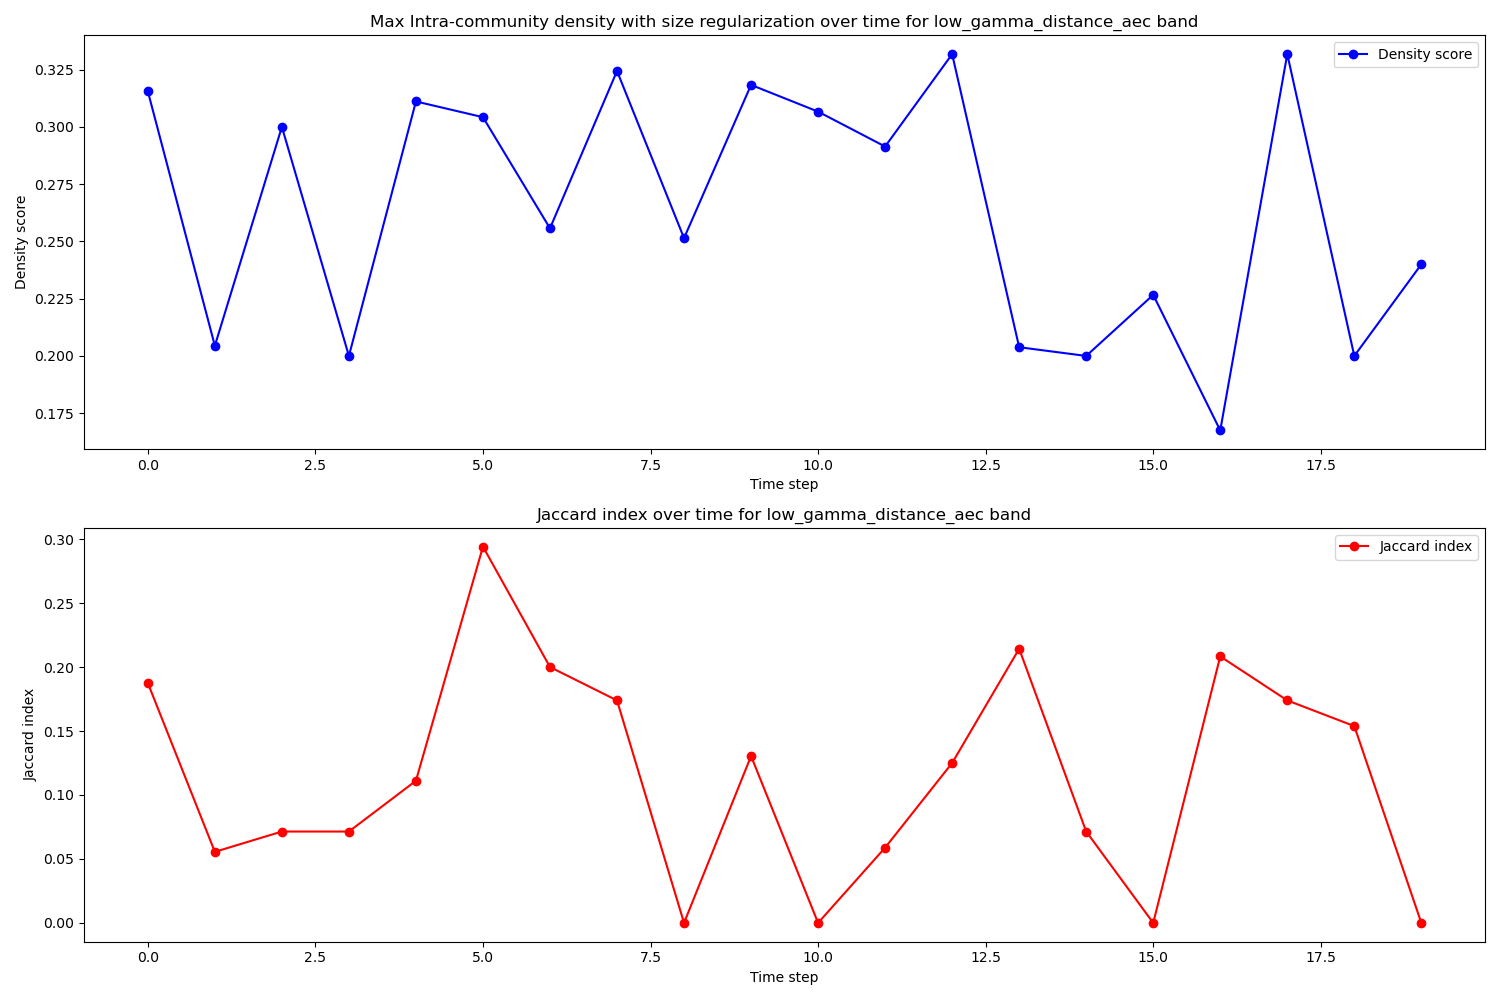 Max Intra-community density with size regularization over time for low_gamma_distance_aec band
Density score
0.325
0.300
0.275
0.250
0.225
0.200
0.175
Density score
0.0 2.5 5.0 7.5 10.0 12.5 15.0 17.5
Time step
Jaccard index over time for low_gamma_distance_aec band
Jaccard index
0.30
0.25
0.20
0.15
0.10
0.05
0.00
Jaccard index
0.0 2.5 5.0 7.5 10.0 12.5 15.0 17.5
Time step